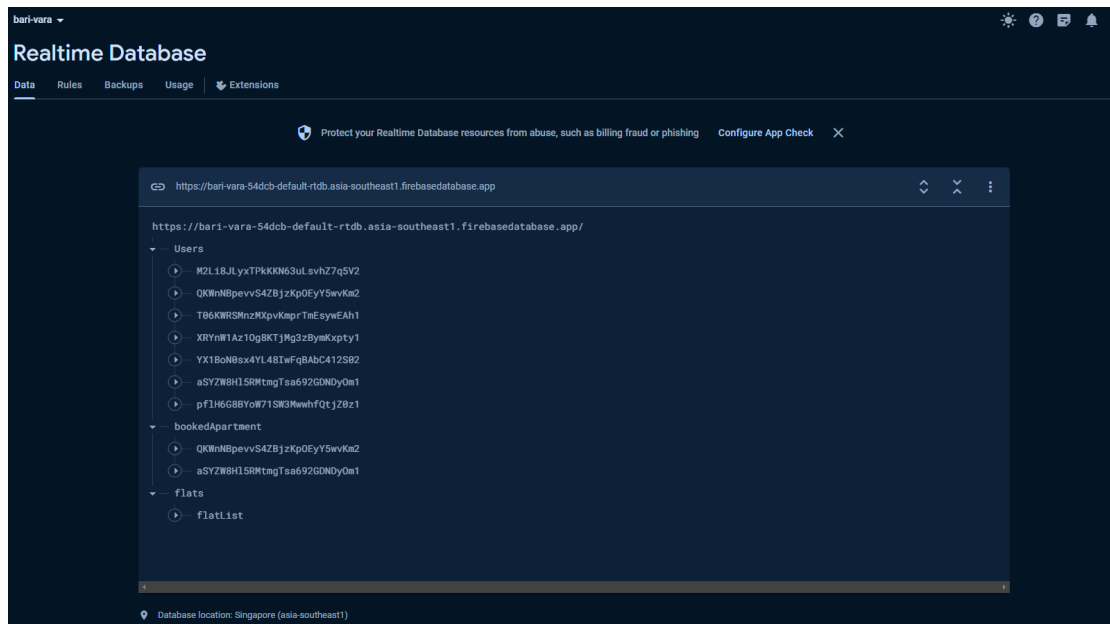 bari-vara
Realtime Database
Data Rules Backups Usage Extensions
Protect your Realtime Database resources from abuse, such as billing fraud or phishing Configure App Check
https://bari-vara-54dcb-default-rtdb.asia-southeast1.firebasedatabase.app
https://bari-vara-54dcb-default-rtdb.asia-southeast1.firebasedatabase.app/
Users
M2Li8JLyxTPkKKN63uLsvhZ7q5V2
QKWnNBpevvS4ZBjzKpOEyY5wvKm2
T06KWRSMnzMXpvKmprTmEsywEAh1
XRYnW1Az1Og8KTjMg3zBymKxpty1
YX1BoN0sx4YL48IwFqBAbC412S02
aSYZW8Hl5RMtmgTsa692GDNDyOm1
pflH6G8BYoW71SW3MwwhfQtjZ0z1
bookedApartment
QKWnNBpevvS4ZBjzKpOEyY5wvKm2
aSYZW8Hl5RMtmgTsa692GDNDyOm1
flats
flatList
Database location: Singapore (asia-southeast1)